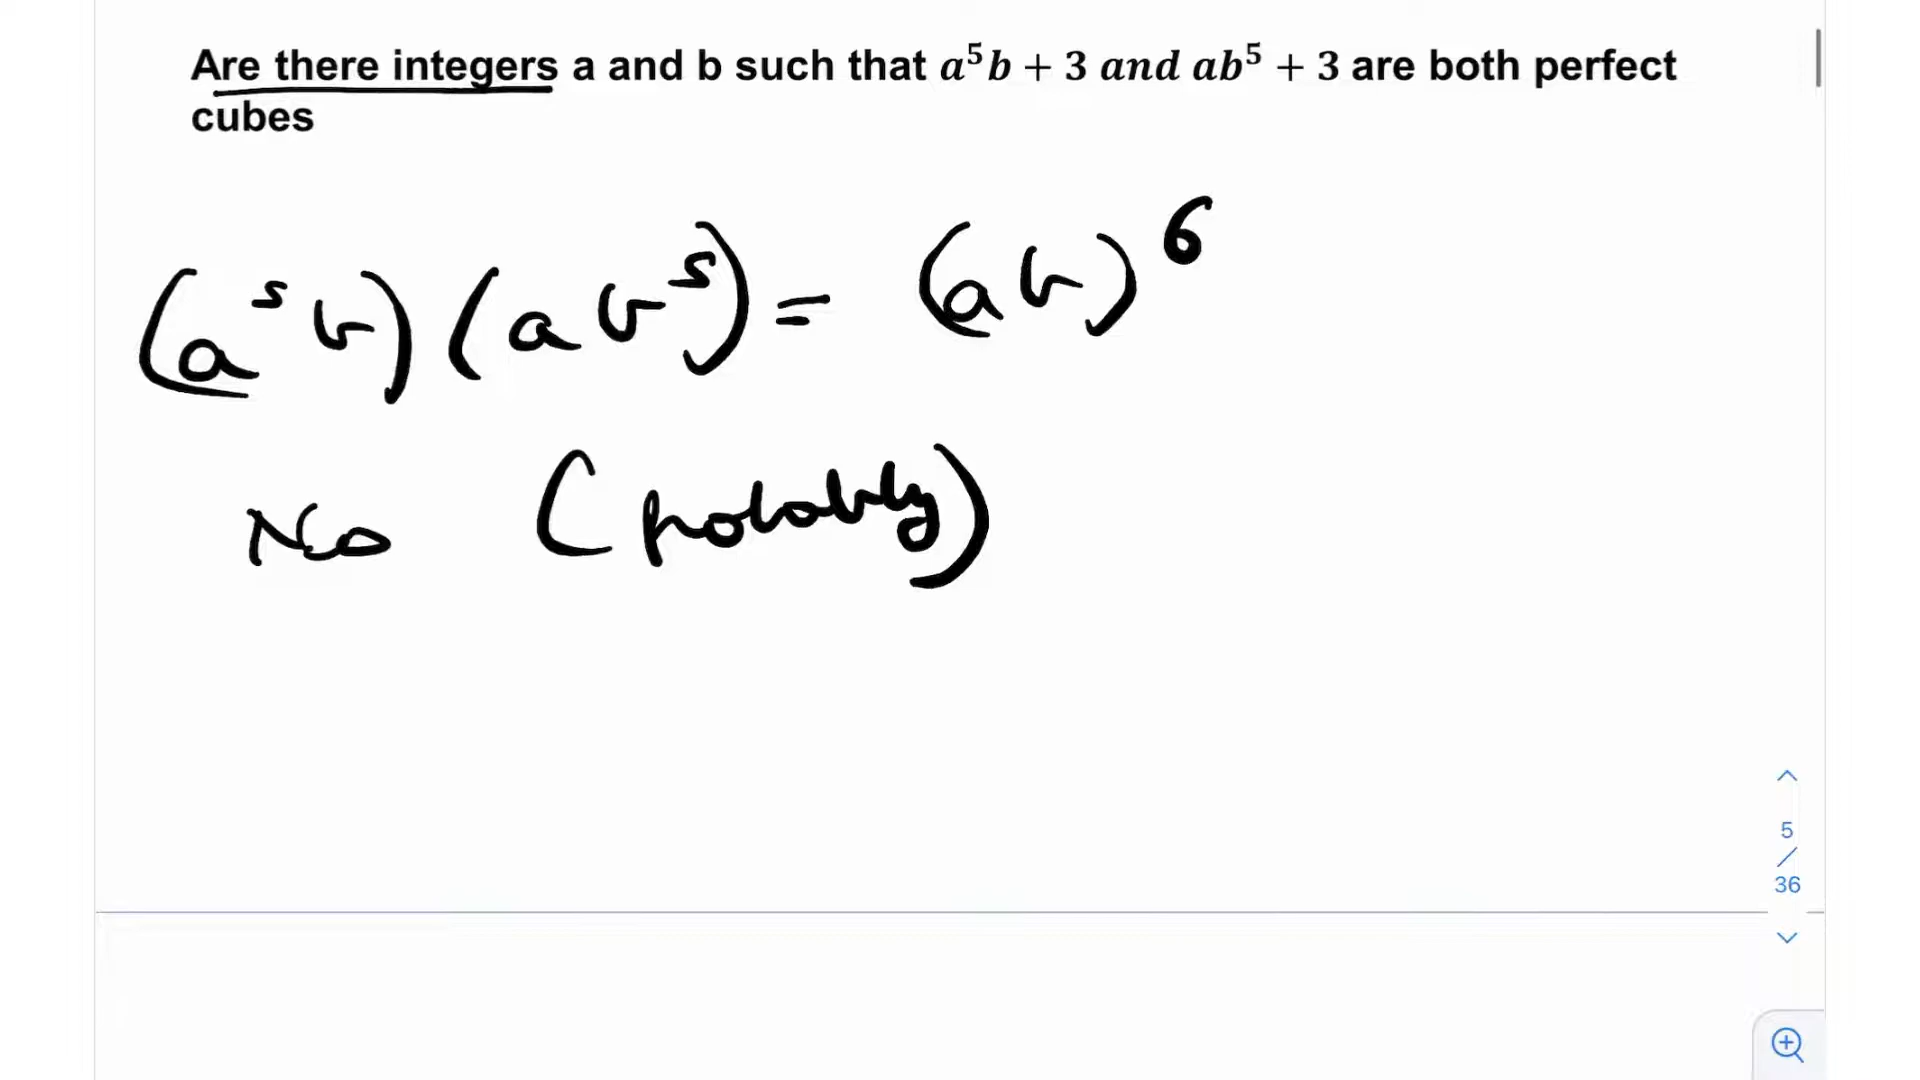 Are there integers a and b such that a⁵b + 3 and ab⁵ + 3 are both perfect
cubes
(a⁵b)(ab⁵) = (ab)⁶
No (probably)
5
/
36